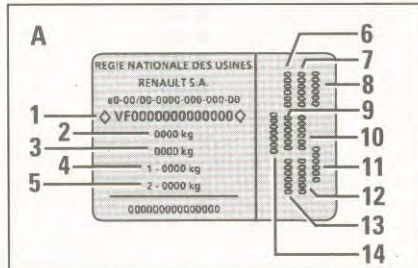 A
REGIE NATIONALE DES USINES
RENAULT S.A.
e0-00/00-0000-000-000-00
1 ◇ VF0000000000000 ◇
2 0000 kg
3 0000 kg
4 1 - 0000 kg
5 2 - 0000 kg
000000000000000
6
7
8
9
10
11
12
13
14